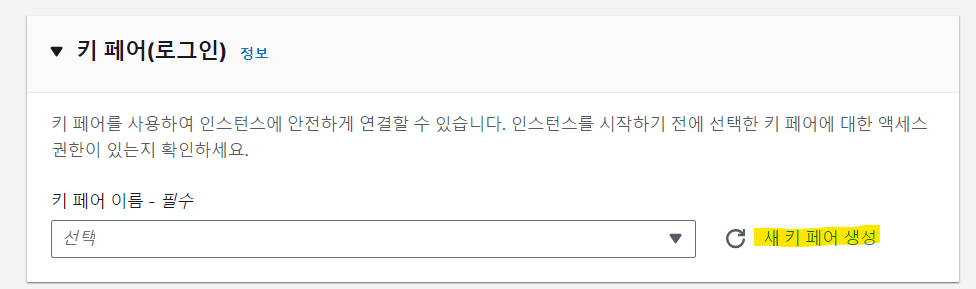 키 페어(로그인) 정보
키 페어를 사용하여 인스턴스에 안전하게 연결할 수 있습니다. 인스턴스를 시작하기 전에 선택한 키 페어에 대한 액세스
권한이 있는지 확인하세요.
키 페어 이름 - 필수
선택
새 키 페어 생성